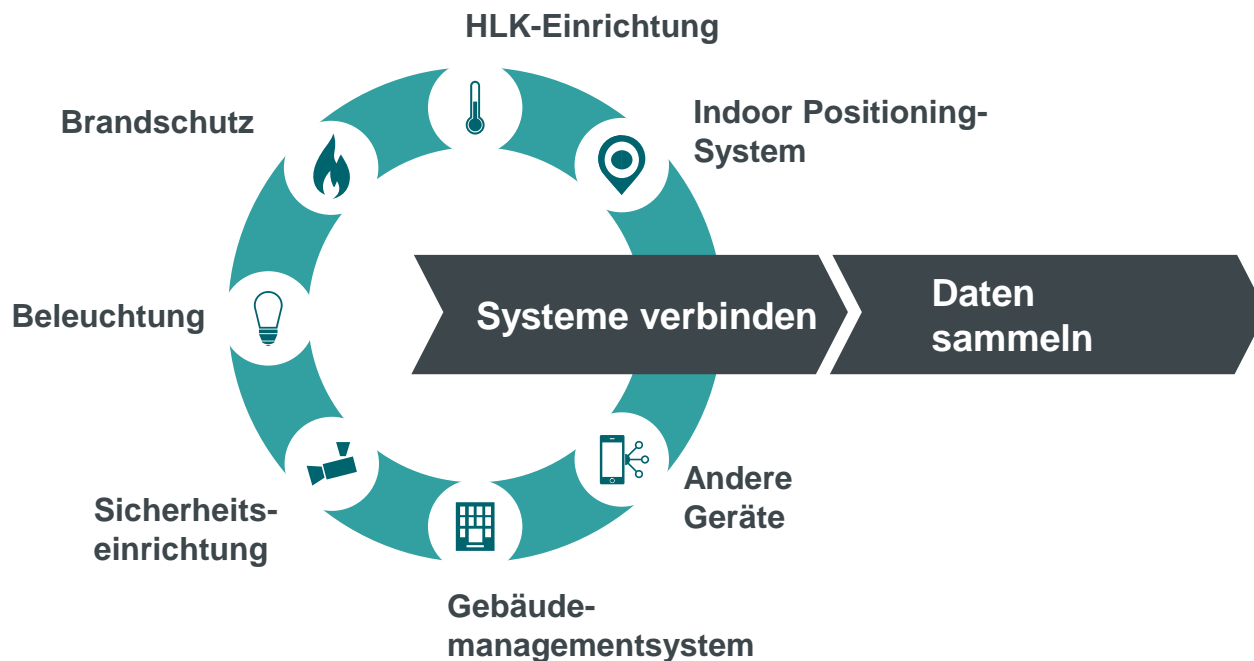 HLK-Einrichtung
Brandschutz
Indoor Positioning-
System
Beleuchtung
Systeme verbinden
Daten
sammeln
Andere
Geräte
Sicherheits-
einrichtung
Gebäude-
managementsystem